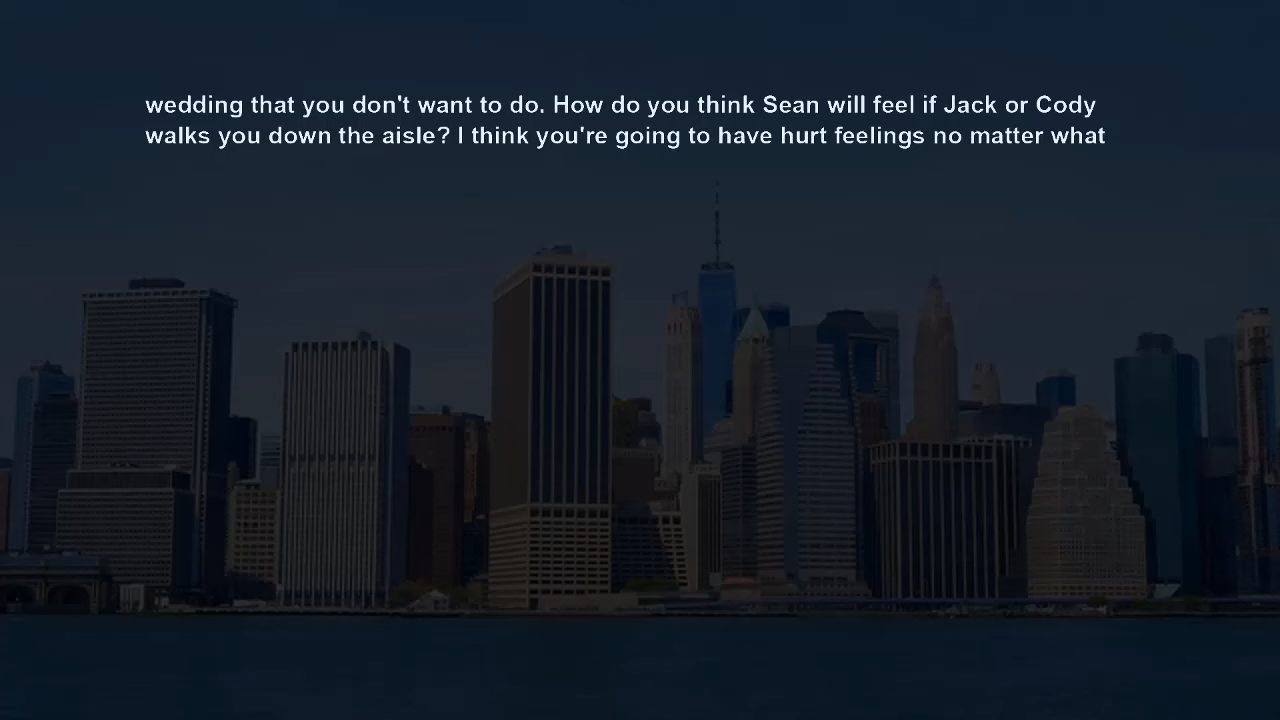 wedding that you don't want to do. How do you think Sean will feel if Jack or Cody
walks you down the aisle? I think you're going to have hurt feelings no matter what